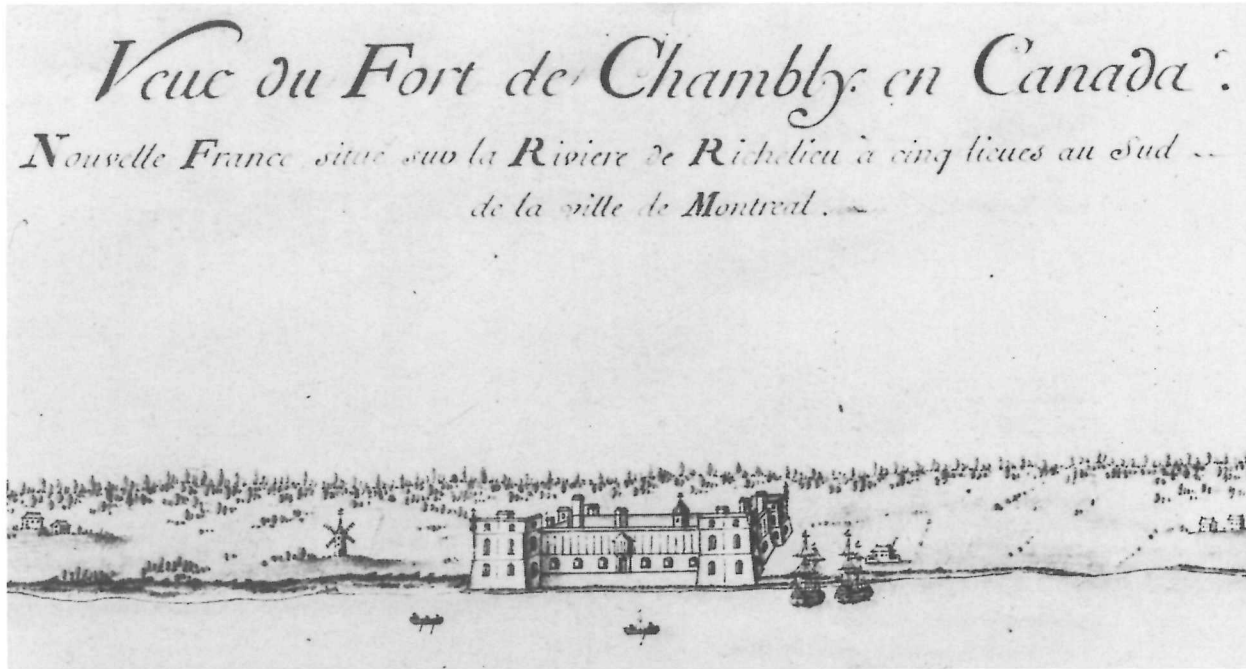 Veue du Fort de Chambly en Canada.
Nouvelle France situé sur la Riviere de Richelieu à cinq lieues au Sud
de la ville de Montreal.